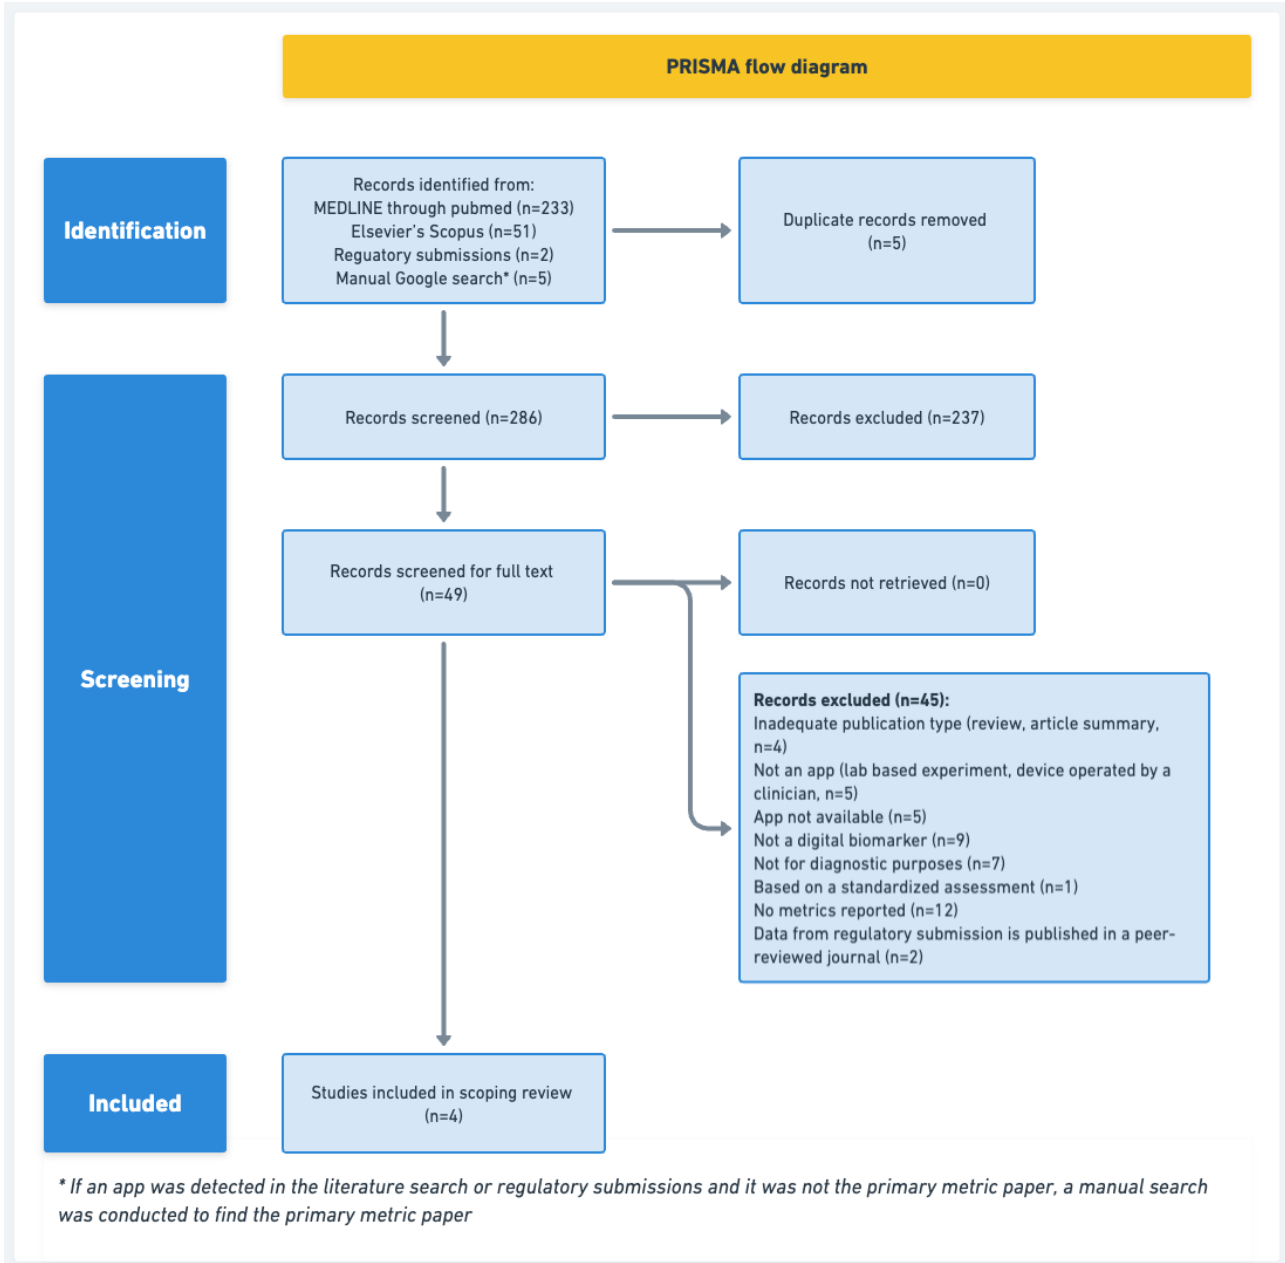 PRISMA flow diagram
Identification
Records identified from:
MEDLINE through pubmed (n=233)
Elsevier's Scopus (n=51)
Reguatory submissions (n=2)
Manual Google search* (n=5)
Duplicate records removed
(n=5)
Screening
Records screened (n=286)
Records excluded (n=237)
Records screened for full text
(n=49)
Records not retrieved (n=0)
Records excluded (n=45):
Inadequate publication type (review, article summary,
n=4)
Not an app (lab based experiment, device operated by a
clinician, n=5)
App not available (n=5)
Not a digital biomarker (n=9)
Not for diagnostic purposes (n=7)
Based on a standardized assessment (n=1)
No metrics reported (n=12)
Data from regulatory submission is published in a peer-
reviewed journal (n=2)
Included
Studies included in scoping review
(n=4)
* If an app was detected in the literature search or regulatory submissions and it was not the primary metric paper, a manual search
was conducted to find the primary metric paper